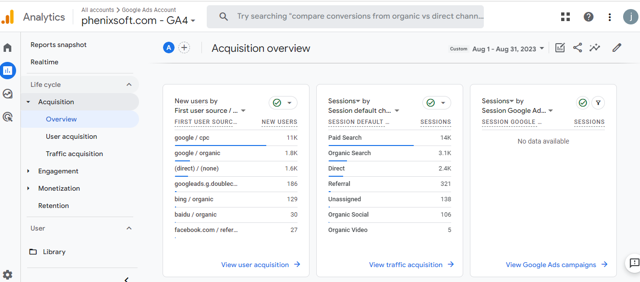 Analytics
All accounts > Google Ads Account
phenixsoft.com - GA4
Try searching "compare conversions from organic vs direct chann...
j
Reports snapshot
Realtime
Life cycle
Acquisition
Overview
User acquisition
Traffic acquisition
Engagement
Monetization
Retention
User
Library
A
Acquisition overview
Custom Aug 1 - Aug 31, 2023
New users by
First user source / ...
FIRST USER SOURC... NEW USERS
google / cpc 11K
google / organic 1.8K
(direct) / (none) 1.6K
googleads.g.doublec... 186
bing / organic 129
baidu / organic 30
facebook.com / refer... 27
View user acquisition
Sessions by
Session default ch...
SESSION DEFAULT ... SESSIONS
Paid Search 14K
Organic Search 3.1K
Direct 2.4K
Referral 321
Unassigned 138
Organic Social 106
Organic Video 5
View traffic acquisition
Sessions by
Session Google Ad...
SESSION GOOGLE ... SESSIONS
No data available
View Google Ads campaigns